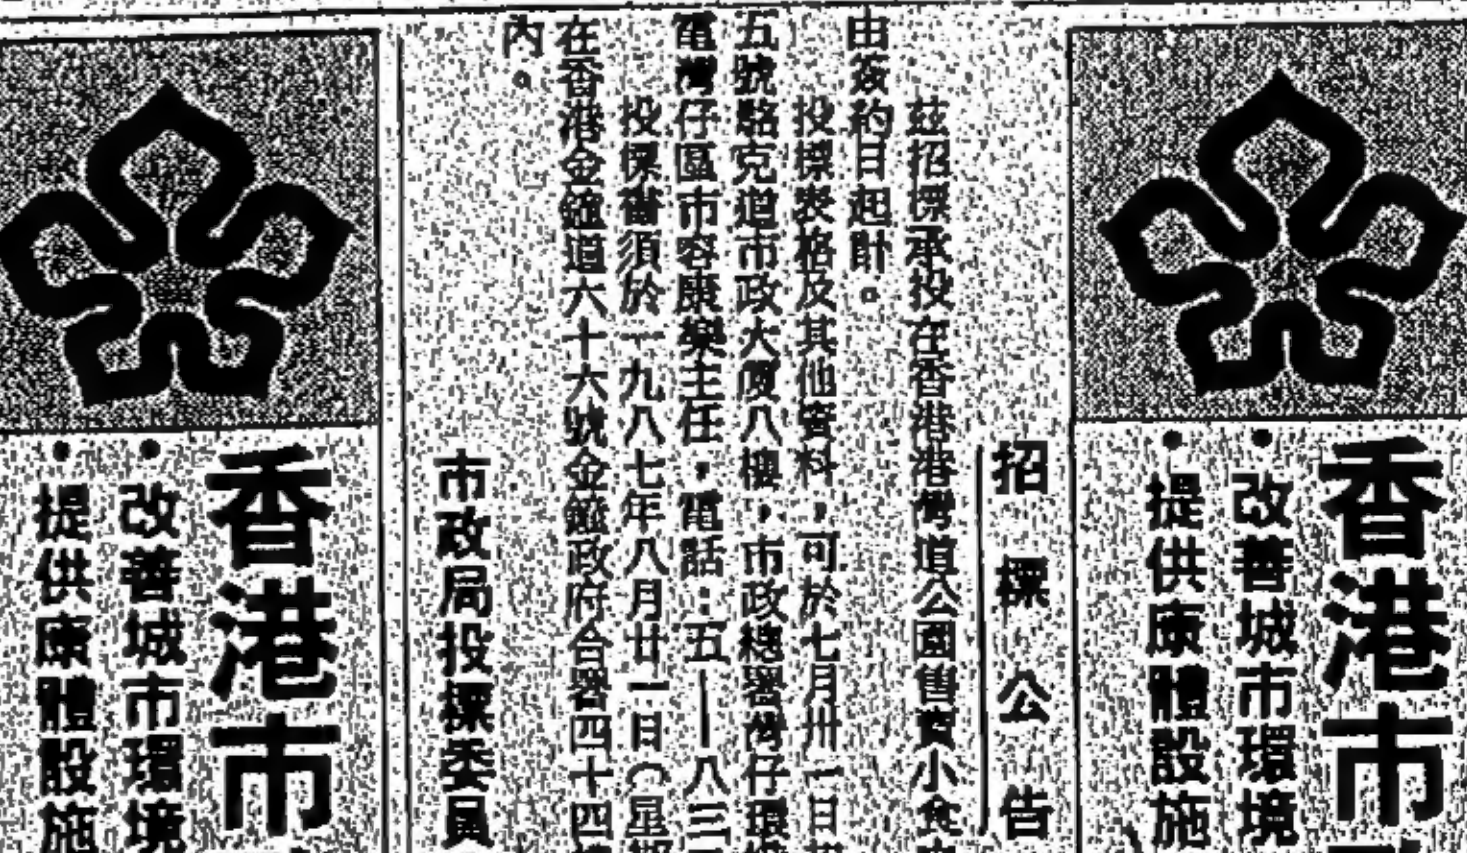 香港市
• 改善城市環境
• 提供康體設施
招標公告
茲招標承投在香港港灣道公園售賣小食
由簽約日起計。
投標表格及其他資料，可於七月卅一日
五號駱克道市政大廈八樓，市政總署灣仔環
電灣仔區市容康樂主任，電話：五——八三
投標書須於一九八七年八月廿一日（星期
在香港金鐘道六十六號金鐘政府合署四十四
內。
市政局投標委員
香港市
• 改善城市環境
• 提供康體設施